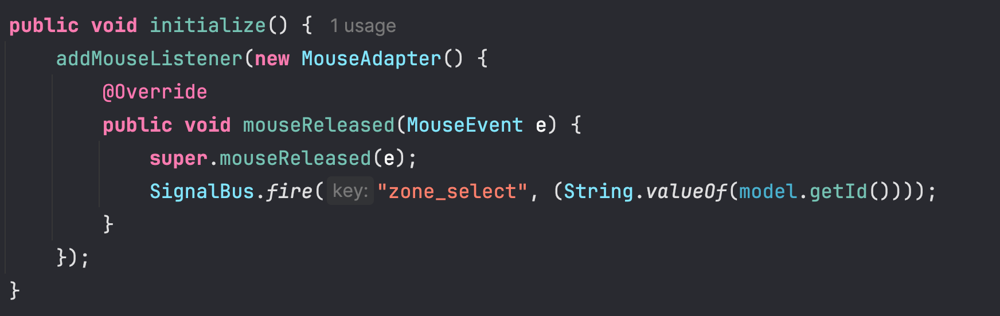 public void initialize() { 1 usage
addMouseListener(new MouseAdapter() {
@Override
public void mouseReleased(MouseEvent e) {
super.mouseReleased(e);
SignalBus.fire( key: "zone_select", (String.valueOf(model.getId())));
}
});
}